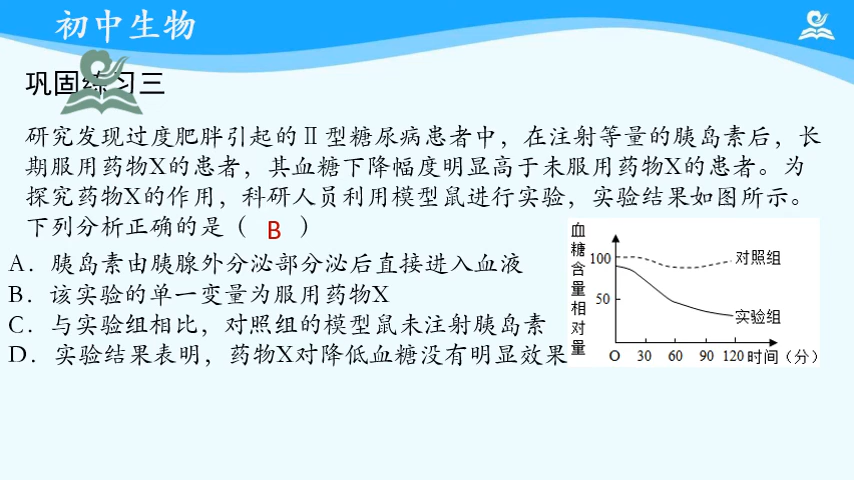 初中生物
巩固练习三
研究发现过度肥胖引起的Ⅱ型糖尿病患者中，在注射等量的胰岛素后，长
期服用药物X的患者，其血糖下降幅度明显高于未服用药物X的患者。为
探究药物X的作用，科研人员利用模型鼠进行实验，实验结果如图所示。
下列分析正确的是（ B ）
A．胰岛素由胰腺外分泌部分泌后直接进入血液
B．该实验的单一变量为服用药物X
C．与实验组相比，对照组的模型鼠未注射胰岛素
D．实验结果表明，药物X对降低血糖没有明显效果
血糖含量相对量
100
50
对照组
实验组
O 30 60 90 120 时间（分）